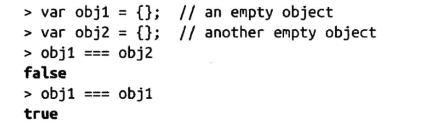 > var obj1 = {};  // an empty object
> var obj2 = {};  // another empty object
> obj1 === obj2
false
> obj1 === obj1
true